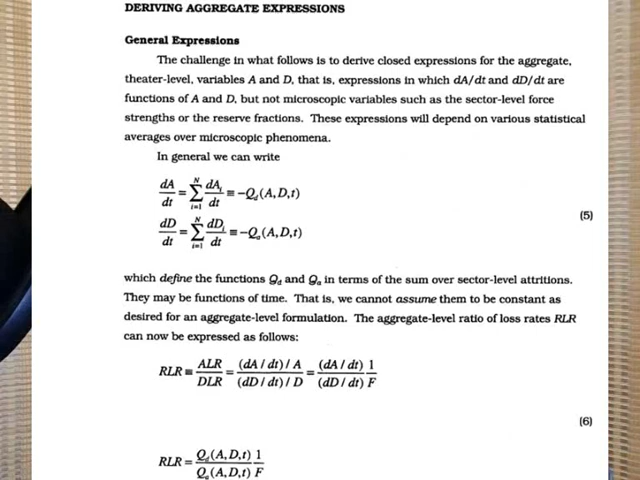 DERIVING AGGREGATE EXPRESSIONS
General Expressions
The challenge in what follows is to derive closed expressions for the aggregate,
theater-level, variables A and D, that is, expressions in which dA/dt and dD/dt are
functions of A and D, but not microscopic variables such as the sector-level force
strengths or the reserve fractions. These expressions will depend on various statistical
averages over microscopic phenomena.
In general we can write
dA/dt = ∑_{i=1}^{N} dA_i/dt ≡ -Q_d(A,D,t)
(5)
dD/dt = ∑_{i=1}^{N} dD_i/dt ≡ -Q_a(A,D,t)
which define the functions Q_d and Q_a in terms of the sum over sector-level attritions.
They may be functions of time. That is, we cannot assume them to be constant as
desired for an aggregate-level formulation. The aggregate-level ratio of loss rates RLR
can now be expressed as follows:
RLR ≡ ALR/DLR = (dA/dt)/A / (dD/dt)/D = (dA/dt)/(dD/dt) 1/F
(6)
RLR = Q_d(A,D,t)/Q_a(A,D,t) 1/F